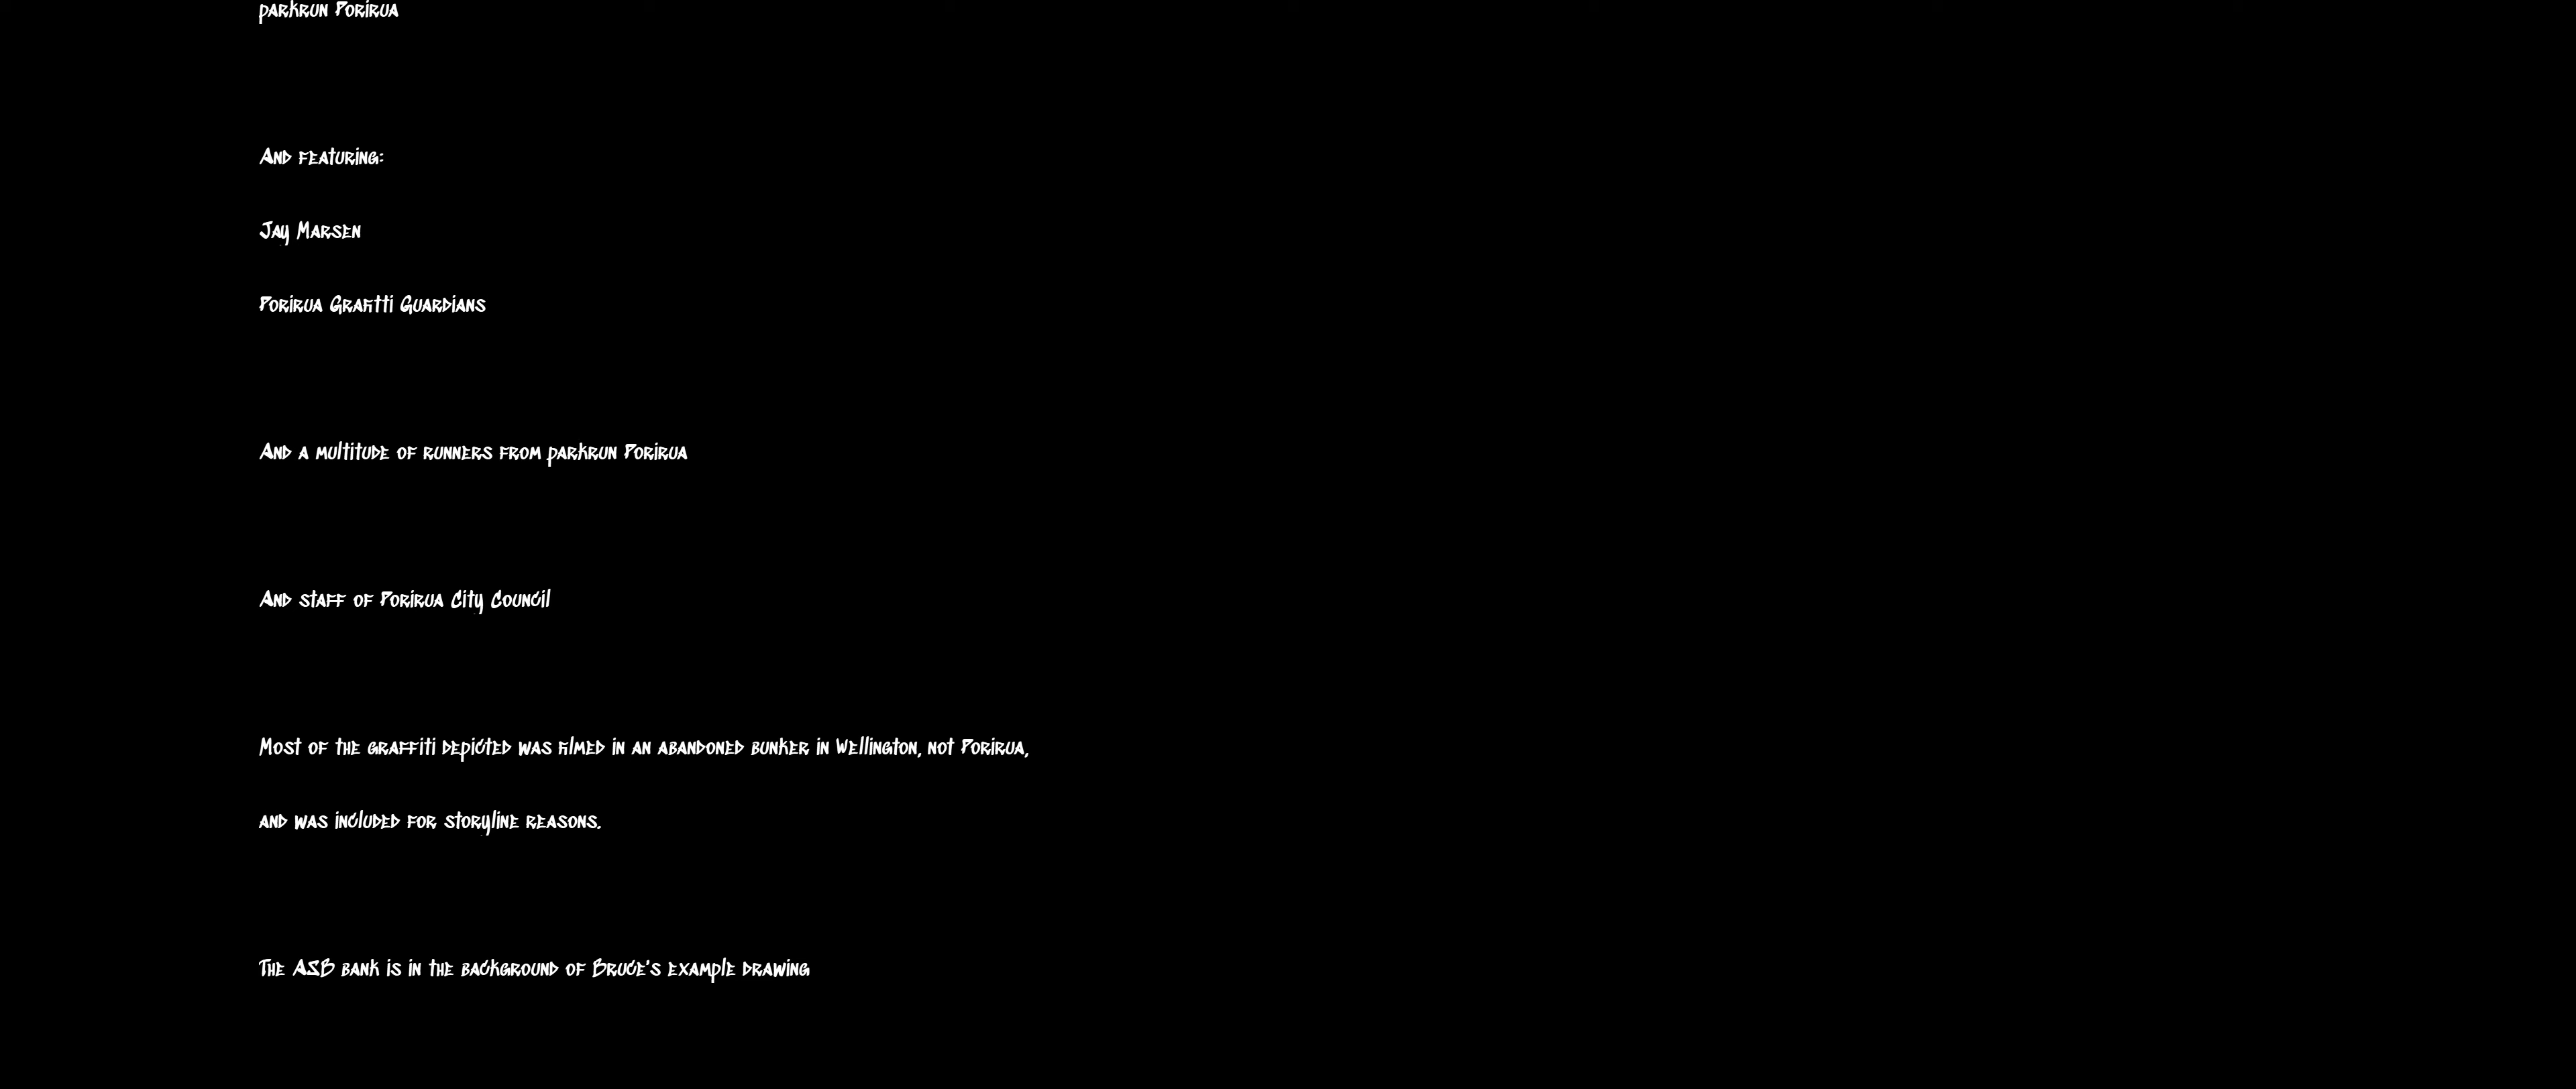 parkrun Porirua
And featuring:
Jay Marsen
Porirua Grafitti Guardians
And a multitude of runners from parkrun Porirua
And staff of Porirua City Council
Most of the graffiti depicted was filmed in an abandoned bunker in Wellington, not Porirua,
and was included for storyline reasons.
The ASB bank is in the background of Bruce's example drawing